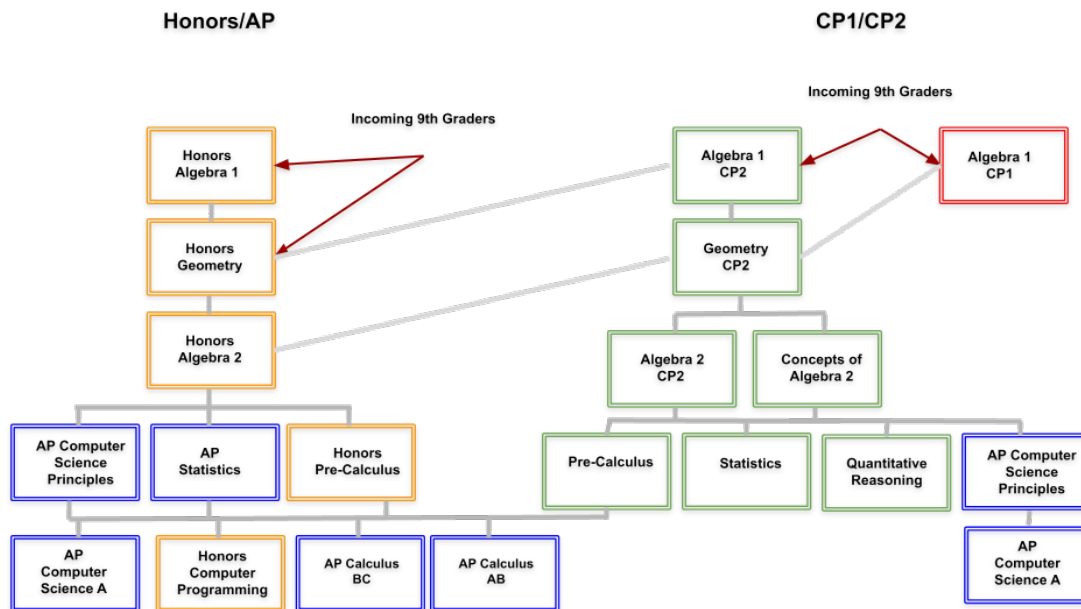 Honors/AP
CP1/CP2
Incoming 9th Graders
Incoming 9th Graders
Honors
Algebra 1
Algebra 1
CP2
Algebra 1
CP1
Honors
Geometry
Geometry
CP2
Honors
Algebra 2
Algebra 2
CP2
Concepts of
Algebra 2
AP Computer
Science
Principles
AP
Statistics
Honors
Pre-Calculus
Pre-Calculus
Statistics
Quantitative
Reasoning
AP Computer
Science
Principles
AP
Computer
Science A
Honors
Computer
Programming
AP Calculus
BC
AP Calculus
AB
AP
Computer
Science A